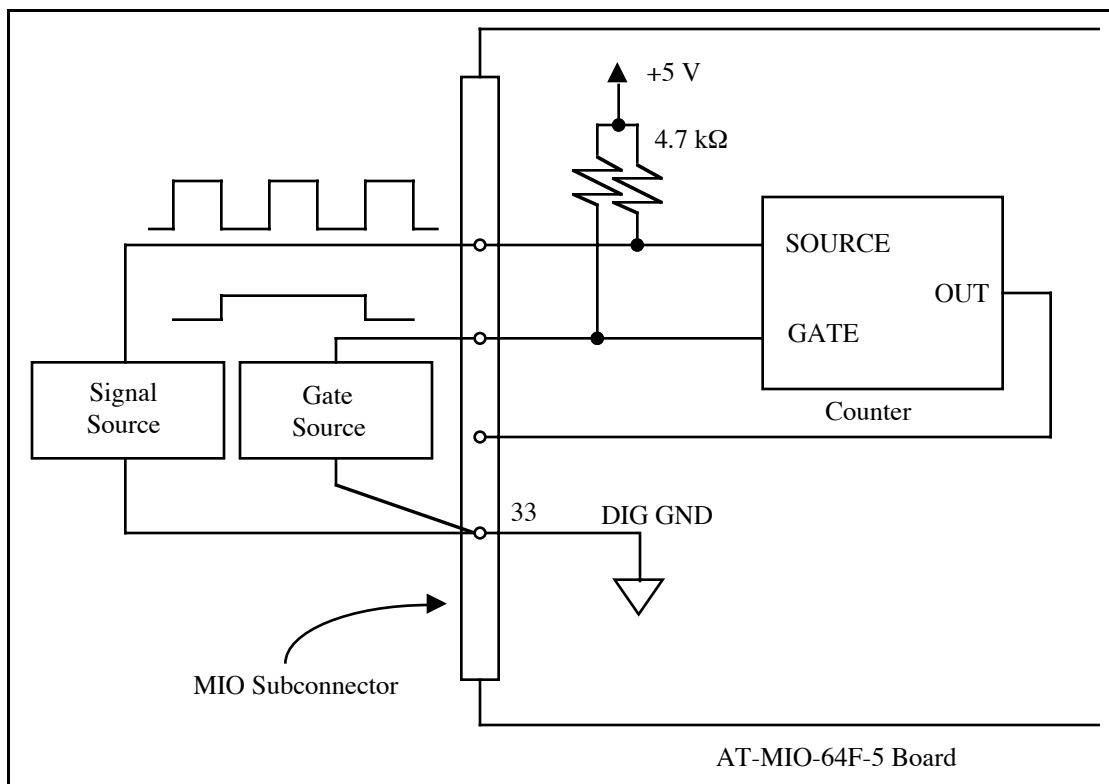 +5 V
4.7 kΩ
SOURCE
OUT
GATE
Signal
Source
Gate
Source
Counter
33
DIG GND
MIO Subconnector
AT-MIO-64F-5 Board